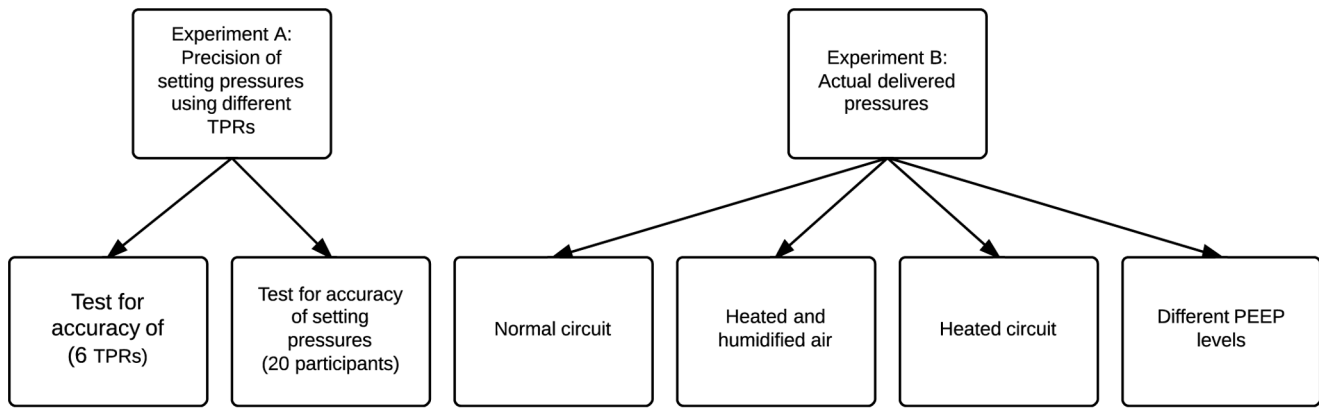 Experiment A:
Precision of
setting pressures
using different
TPRs
Experiment B:
Actual delivered
pressures
Test for
accuracy of
(6 TPRs)
Test for accuracy
of setting
pressures
(20 participants)
Normal circuit
Heated and
humidified air
Heated circuit
Different PEEP
levels